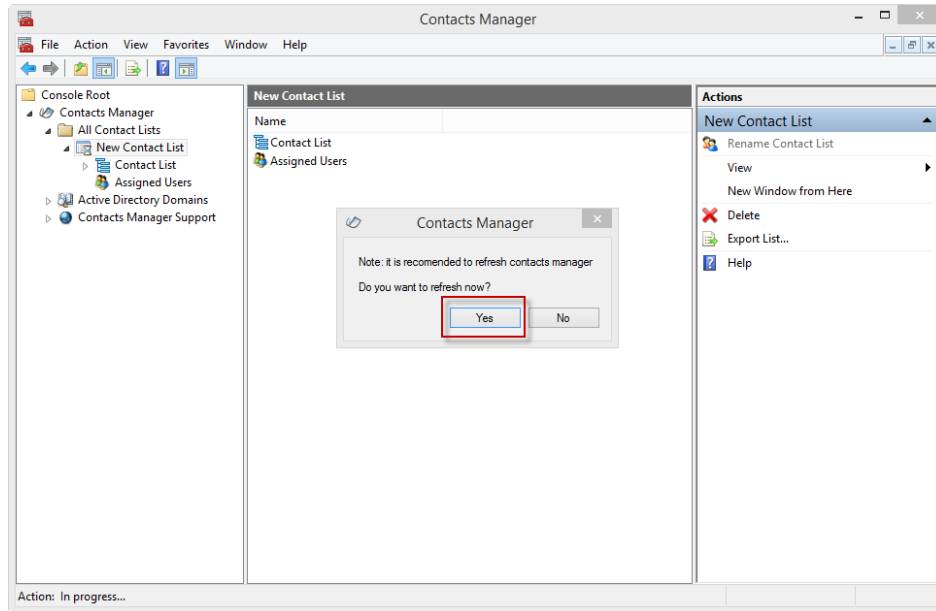 Contacts Manager
File Action View Favorites Window Help
Console Root
Contacts Manager
All Contact Lists
New Contact List
Contact List
Assigned Users
Active Directory Domains
Contacts Manager Support
New Contact List
Name
Contact List
Assigned Users
Contacts Manager
Note: it is recomended to refresh contacts manager
Do you want to refresh now?
Yes No
Actions
New Contact List
Rename Contact List
View
New Window from Here
Delete
Export List...
Help
Action: In progress...